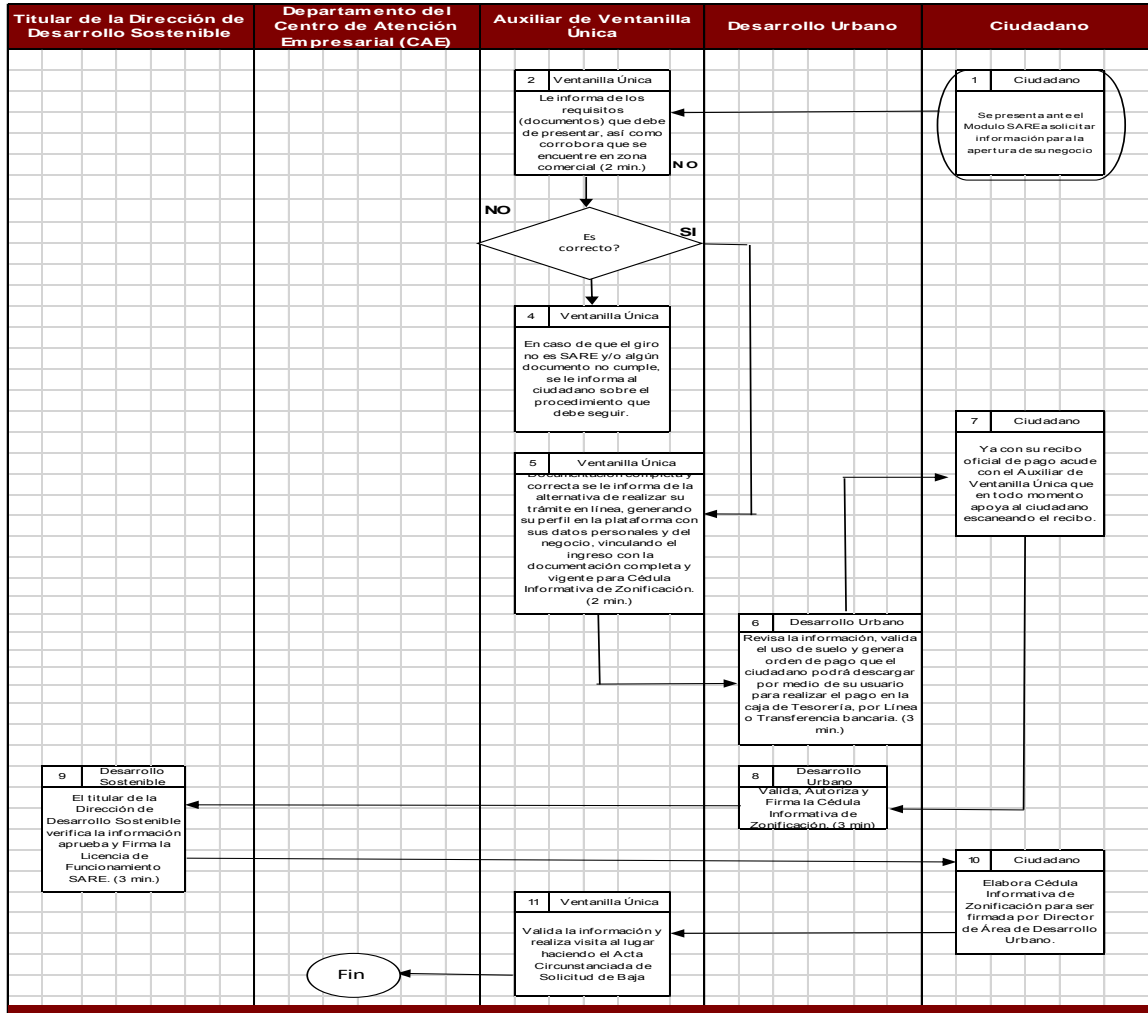 Titular de la Dirección de
Desarrollo Sostenible
Departamento del
Centro de Atención
Empresarial (CAE)
Auxiliar de Ventanilla
Única
Desarrollo Urbano
Ciudadano
1 Ciudadano
Se presenta ante el
Modulo SARE a solicitar
información para la
apertura de su negocio
2 Ventanilla Única
Le informa de los
requisitos
(documentos) que debe
de presentar, así como
corrobora que se
encuentre en zona
comercial (2 min.)
NO
NO
Es
correcto?
SI
4 Ventanilla Única
En caso de que el giro
no es SARE y/o algún
documento no cumple,
se le informa al
ciudadano sobre el
procedimiento que
debe seguir.
5 Ventanilla Única
Documentación completa y
correcta se le informa de la
alternativa de realizar su
trámite en línea, generando
su perfil en la plataforma con
sus datos personales y del
negocio, vinculando el
ingreso con la
documentación completa y
vigente para Cédula
Informativa de Zonificación.
(2 min.)
6 Desarrollo Urbano
Revisa la información, valida
el uso de suelo y genera
orden de pago que el
ciudadano podrá descargar
por medio de su usuario
para realizar el pago en la
caja de Tesorería, por Línea
o Transferencia bancaria. (3
min.)
7 Ciudadano
Ya con su recibo
oficial de pago acude
con el Auxiliar de
Ventanilla Única que
en todo momento
apoya al ciudadano
escaneando el recibo.
8 Desarrollo
Urbano
Valida, Autoriza y
Firma la Cédula
Informativa de
Zonificación. (3 min)
9 Desarrollo
Sostenible
El titular de la
Dirección de
Desarrollo Sostenible
verifica la información
aprueba y Firma la
Licencia de
Funcionamiento
SARE. (3 min.)
10 Ciudadano
Elabora Cédula
Informativa de
Zonificación para ser
firmada por Director
de Área de Desarrollo
Urbano.
11 Ventanilla Única
Valida la información y
realiza visita al lugar
haciendo el Acta
Circunstanciada de
Solicitud de Baja
Fin